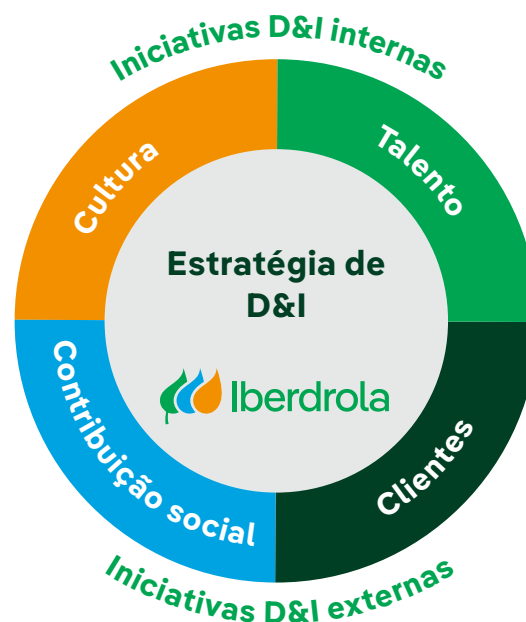 Iniciativas D&I internas
Cultura
Talento
Estratégia de
D&I
Iberdrola
Contribuição social
Clientes
Iniciativas D&I externas